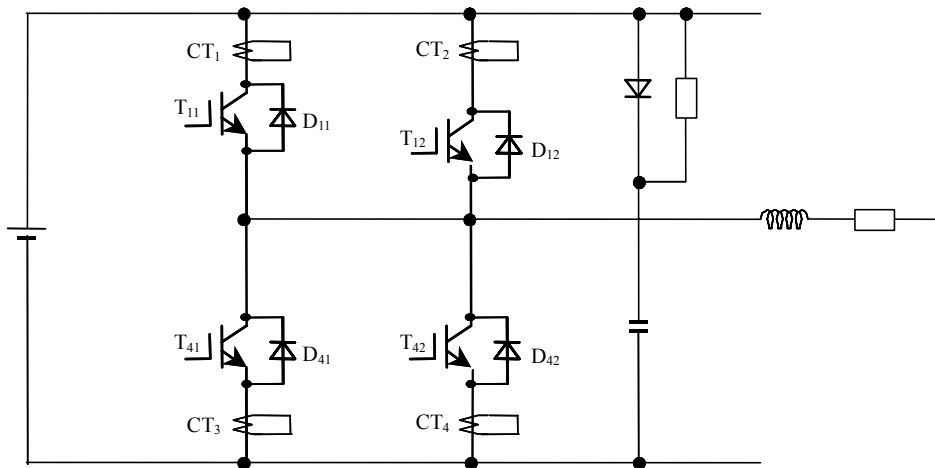 CT₁
CT₂
T₁₁
D₁₁
T₁₂
D₁₂
T₄₁
D₄₁
T₄₂
D₄₂
CT₃
CT₄